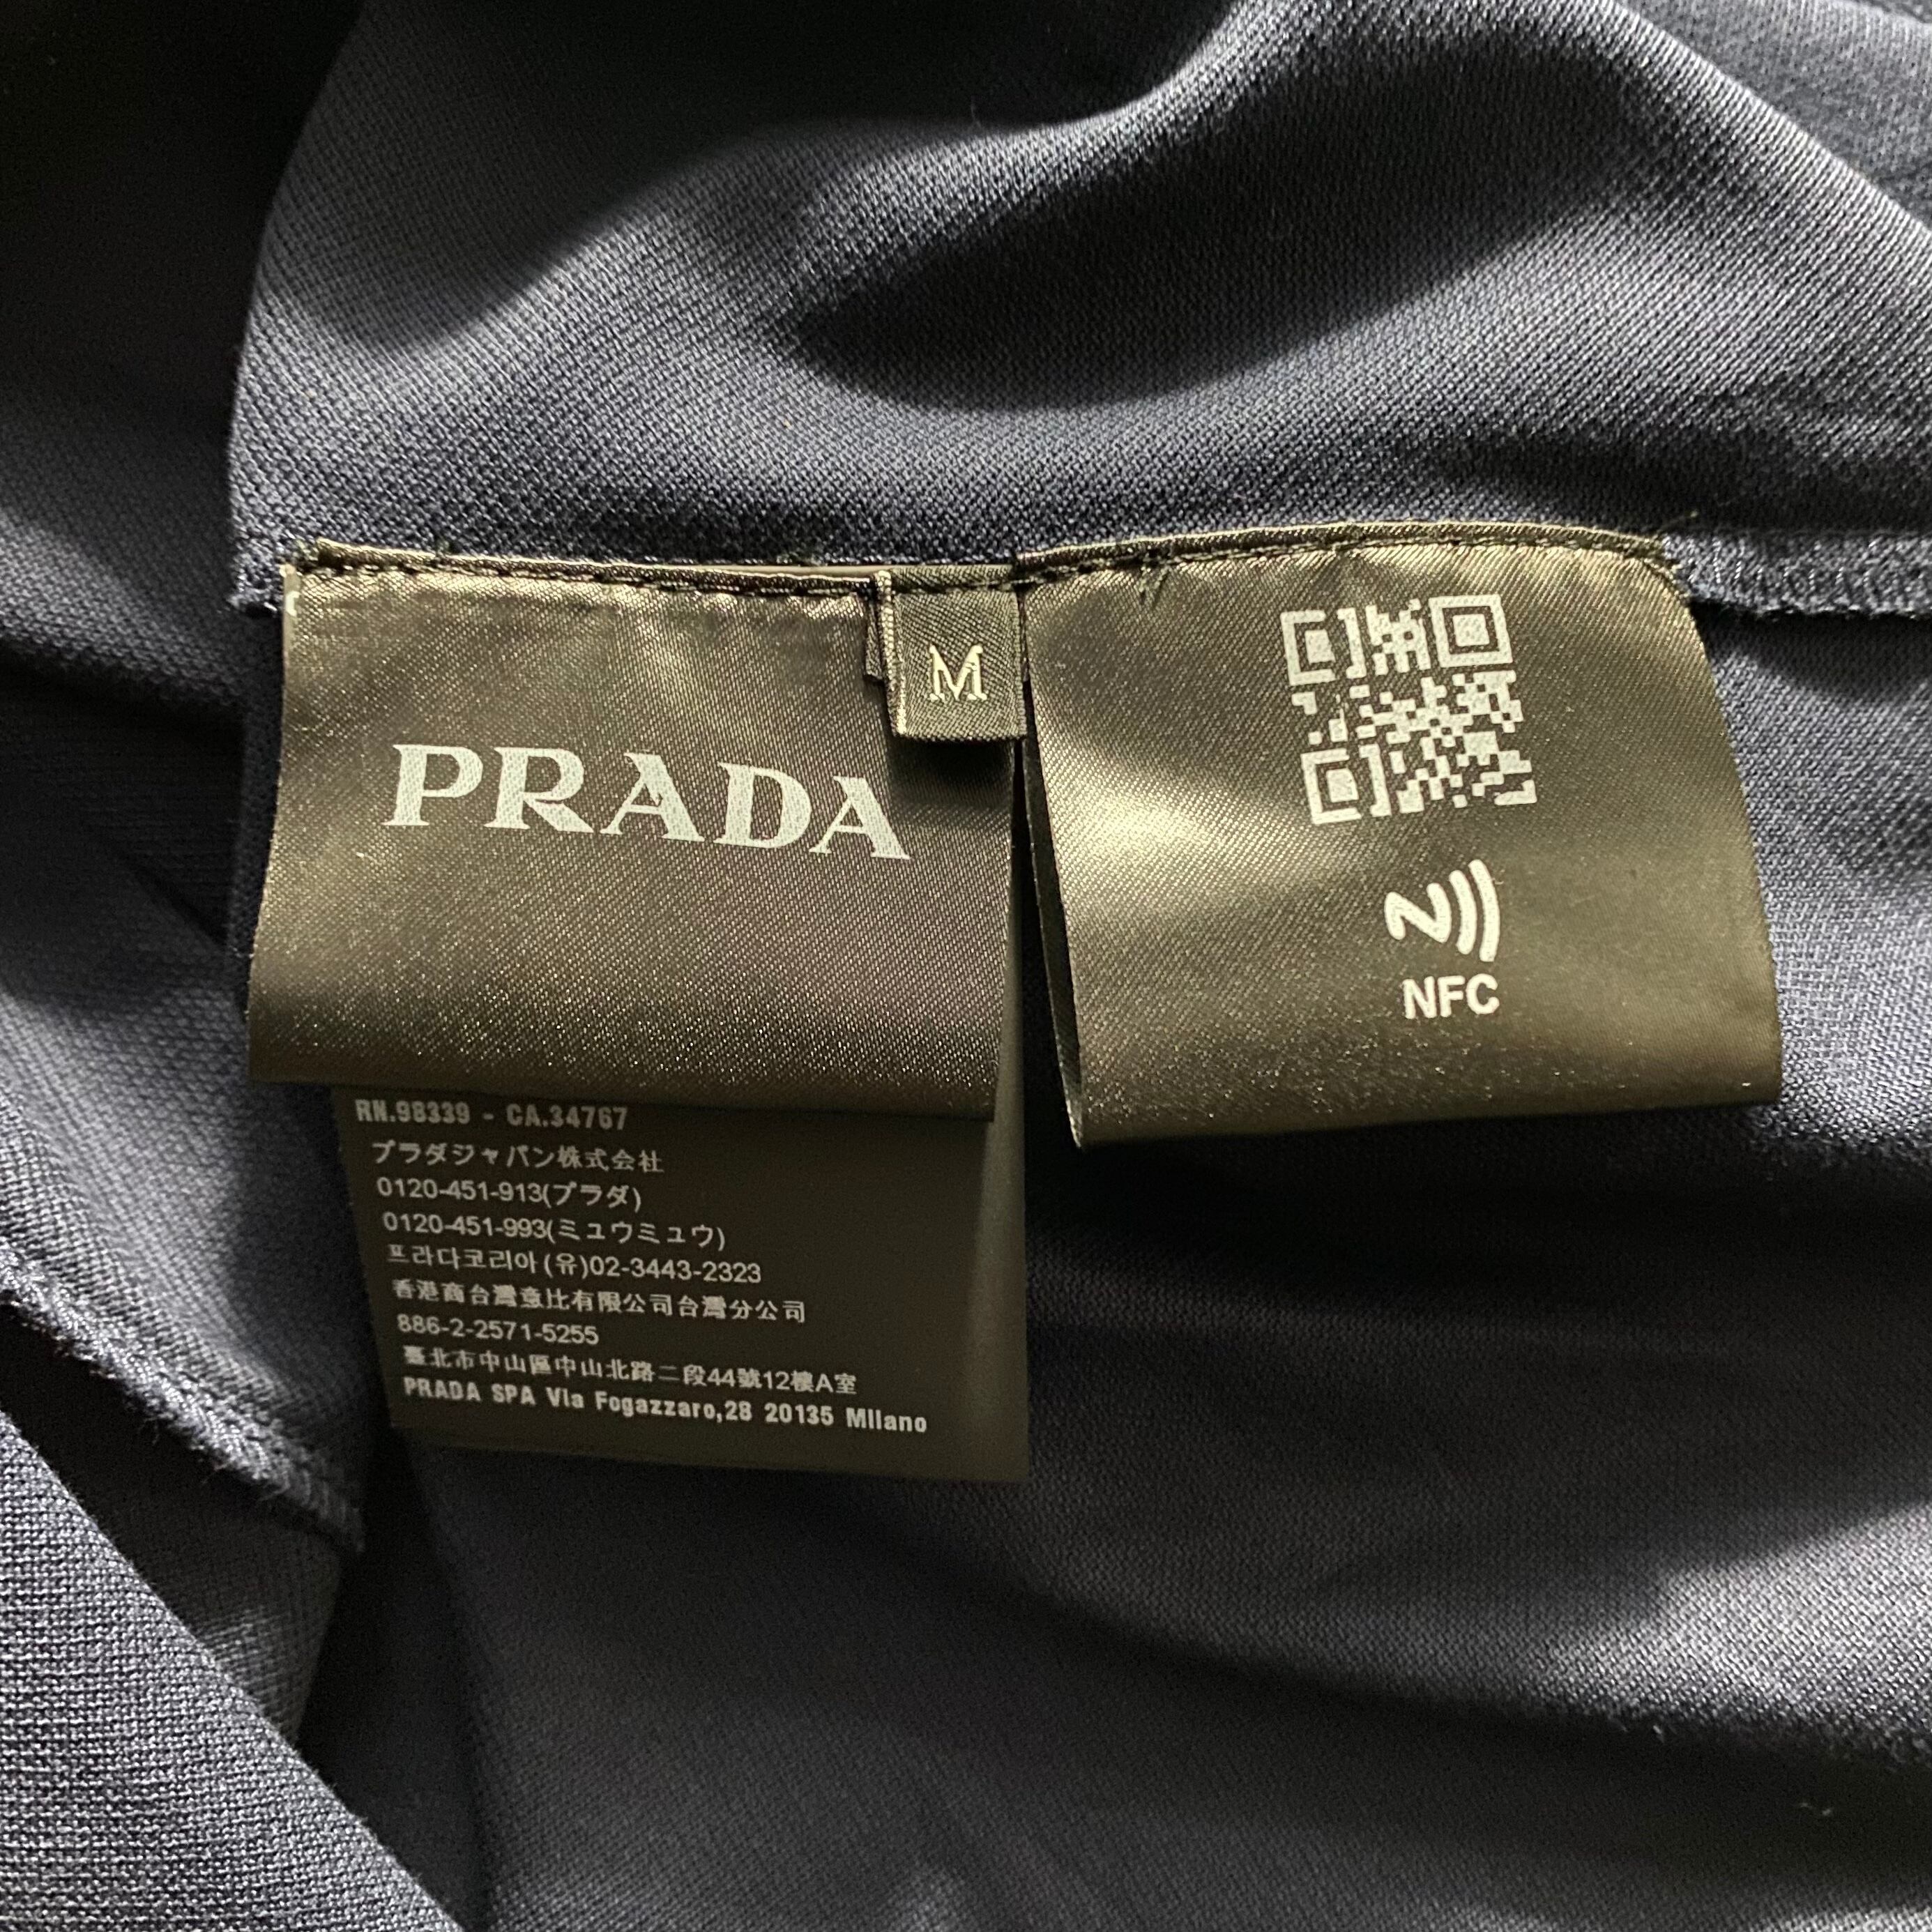 PRADA
M
NFC
RN.98339 - CA.34767
プラダジャパン株式会社
0120-451-913(プラダ)
0120-451-993(ミュウミュウ)
프라다코리아(유)02-3443-2323
香港商台灣意比有限公司台灣分公司
886-2-2571-5255
臺北市中山區中山北路二段44號12樓A室
PRADA SPA Via Fogazzaro,28 20135 Milano